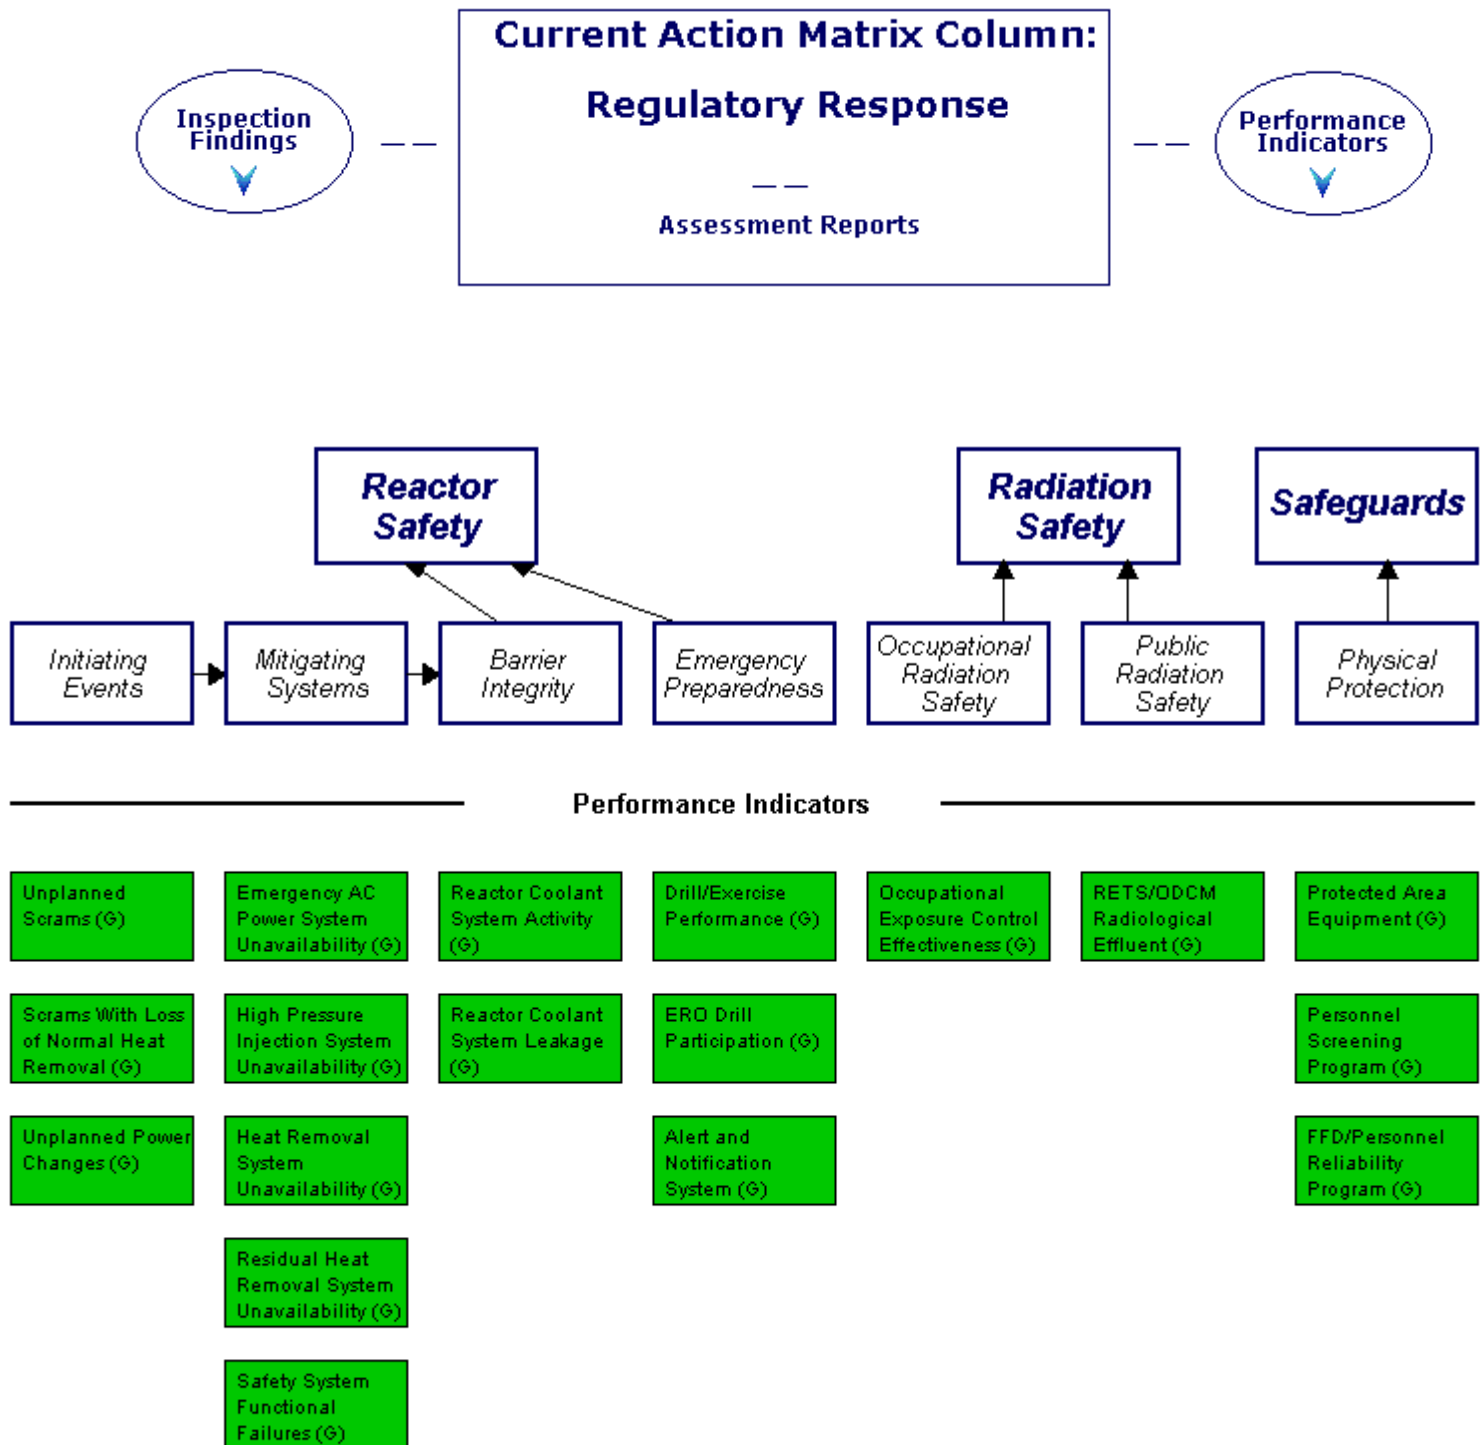 Current Action Matrix Column:
Regulatory Response
Assessment Reports
Inspection
Findings
Performance
Indicators
Reactor
Safety
Radiation
Safety
Safeguards
Initiating
Events
Mitigating
Systems
Barrier
Integrity
Emergency
Preparedness
Occupational
Radiation
Safety
Public
Radiation
Safety
Physical
Protection
Performance Indicators
Unplanned
Scrams (G)
Emergency AC
Power System
Unavailability (G)
Reactor Coolant
System Activity
(G)
Drill/Exercise
Performance (G)
Occupational
Exposure Control
Effectiveness (G)
RETS/ODCM
Radiological
Effluent (G)
Protected Area
Equipment (G)
Scrams With Loss
of Normal Heat
Removal (G)
High Pressure
Injection System
Unavailability (G)
Reactor Coolant
System Leakage
(G)
ERO Drill
Participation (G)
Personnel
Screening
Program (G)
Unplanned Power
Changes (G)
Heat Removal
System
Unavailability (G)
Alert and
Notification
System (G)
FFD/Personnel
Reliability
Program (G)
Residual Heat
Removal System
Unavailability (G)
Safety System
Functional
Failures (G)